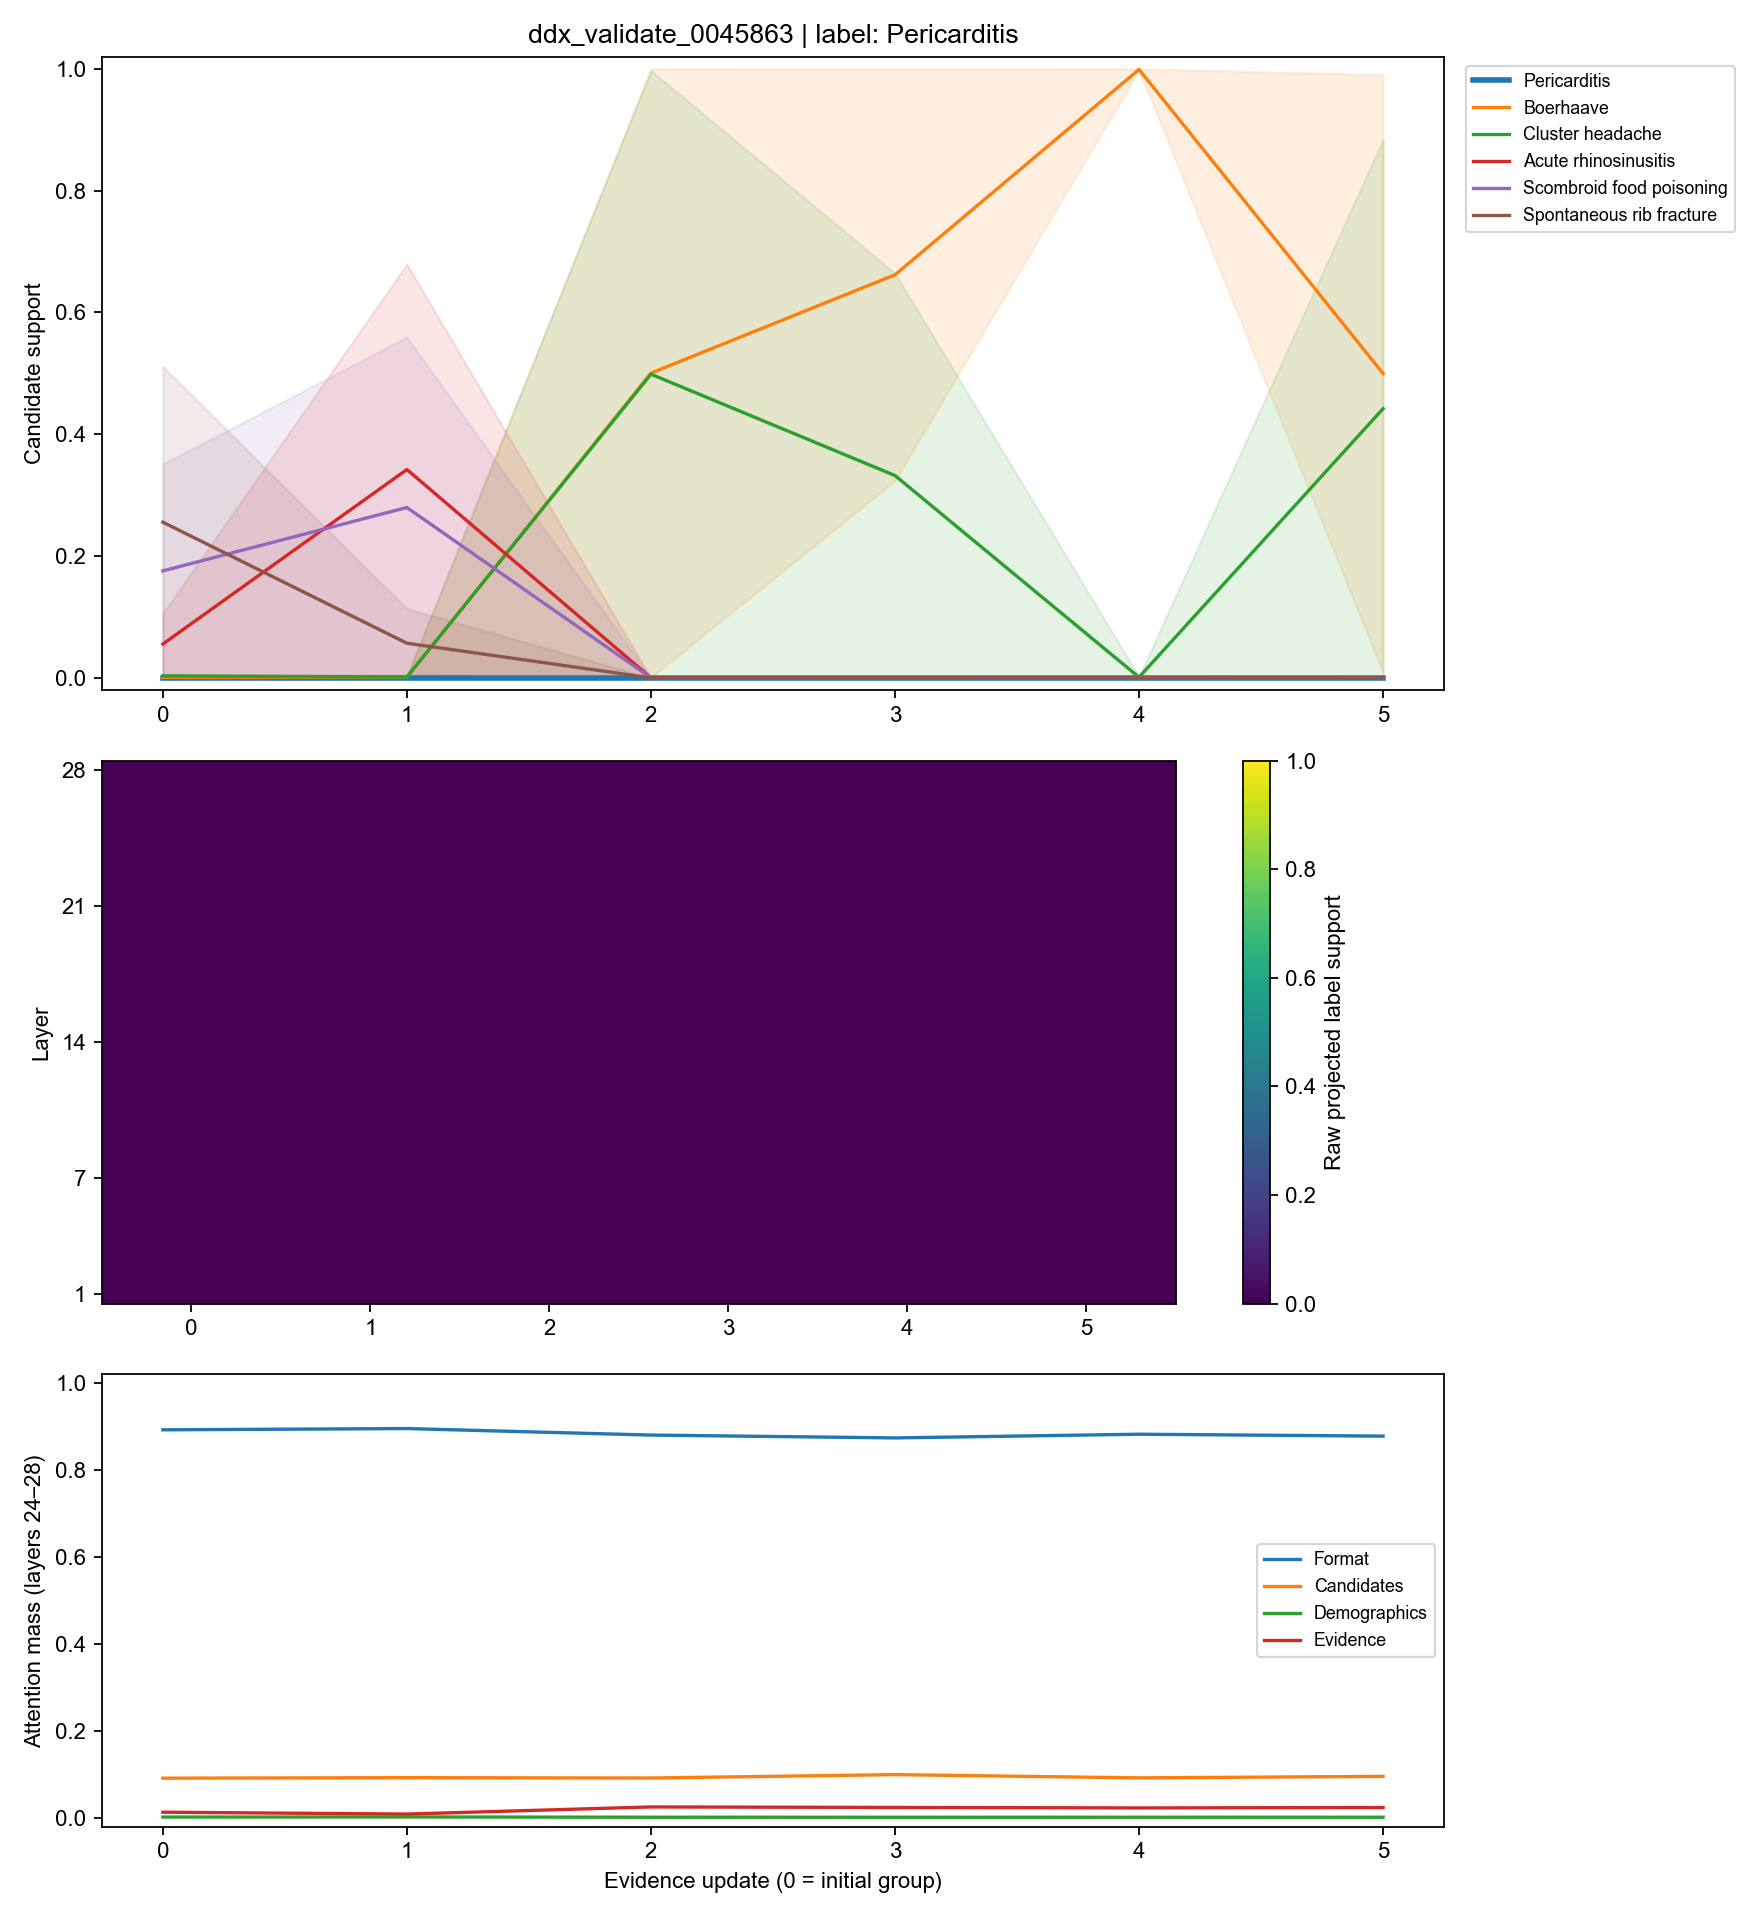 ddx_validate_0045863 | label: Pericarditis
Candidate support
1.0
0.8
0.6
0.4
0.2
0.0
0 1 2 3 4 5
Pericarditis
Boerhaave
Cluster headache
Acute rhinosinusitis
Scombroid food poisoning
Spontaneous rib fracture
Layer
28
21
14
7
1
0 1 2 3 4 5
1.0
0.8
0.6
0.4
0.2
0.0
Raw projected label support
Attention mass (layers 24–28)
1.0
0.8
0.6
0.4
0.2
0.0
Format
Candidates
Demographics
Evidence
0 1 2 3 4 5
Evidence update (0 = initial group)